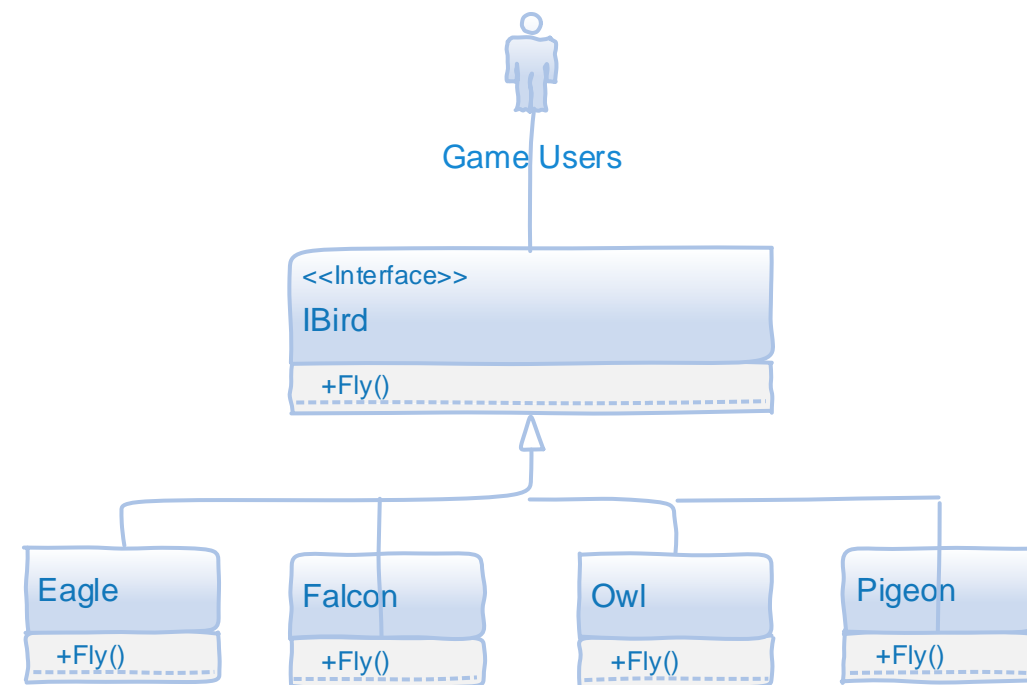 Game Users
<<Interface>>
IBird
+Fly()
Eagle
+Fly()
Falcon
+Fly()
Owl
+Fly()
Pigeon
+Fly()